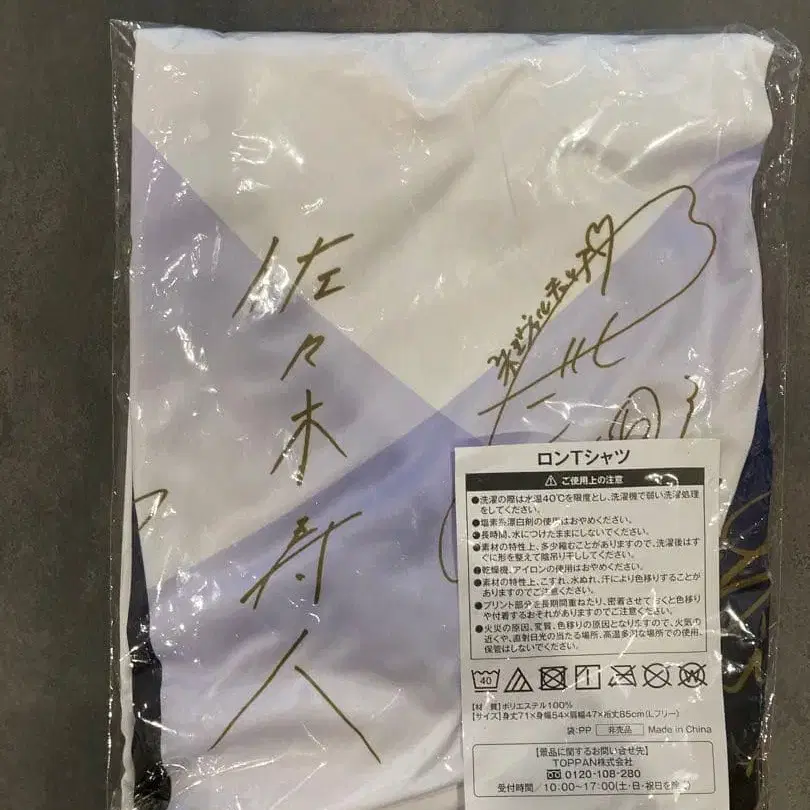 佐々木寿人
ロンTシャツ
⚠ご使用上の注意
●洗濯の際は水温40℃を限度とし、洗濯機で弱い洗濯処理
をしてください。
●塩素系漂白剤の使用はおやめください。
●長時間、水につけたままにしないでください。
●素材の特性上、多少縮むことがありますので、洗濯後はす
ぐに形を整えて陰吊り干ししてください。
●乾燥機、アイロンの使用はおやめください。
●素材の特性上、こすれ、水ぬれ、汗により色移りすることが
ありますのでご注意ください。
●プリント部分を長期間重ねたり、密着させておくと色移り
や付着するおそれがありますのでご注意ください。
●火災の原因、変質、色移りの原因となりますので、火気の
近くや、直射日光の当たる場所、高温多湿な場所での使用、
保管はしないでください。
40
【材 質】ポリエステル100%
【サイズ】身丈71×身幅54×肩幅47×裄丈85cm(Lフリー)
袋:PP 非売品 Made in China
【景品に関するお問い合せ先】
TOPPAN株式会社
0120-108-280
受付時間/10:00~17:00(土・日・祝日を除く)